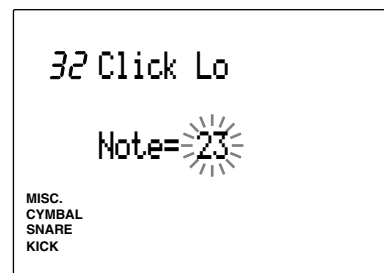 32 Click Lo
Note=23
MISC.
CYMBAL
SNARE
KICK